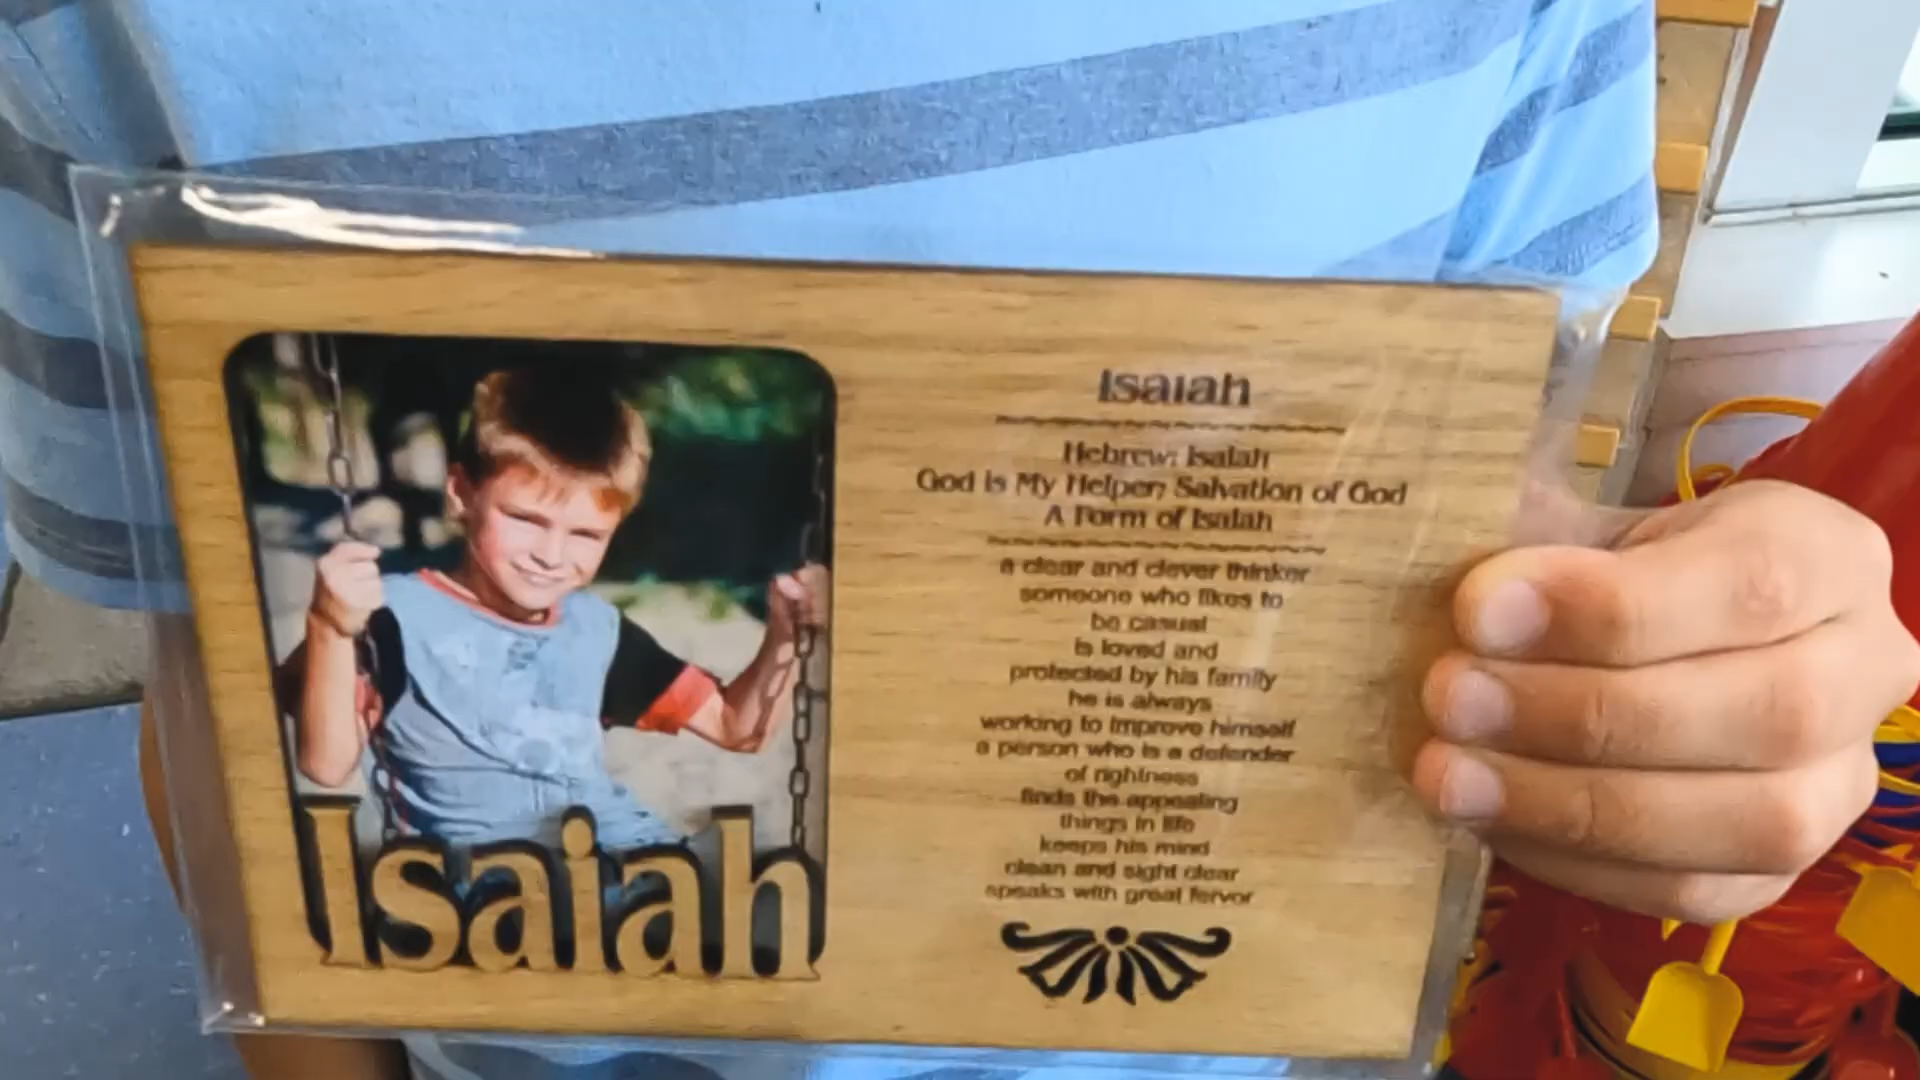 Isaiah
Isaiah
Hebrew: Isaiah
God is My Helper; Salvation of God
A Form of Isaiah
a clear and clever thinker
someone who likes to
be casual
is loved and
protected by his family
he is always
working to improve himself
a person who is a defender
of rightness
finds the appealing
things in life
keeps his mind
clean and sight clear
speaks with great fervor